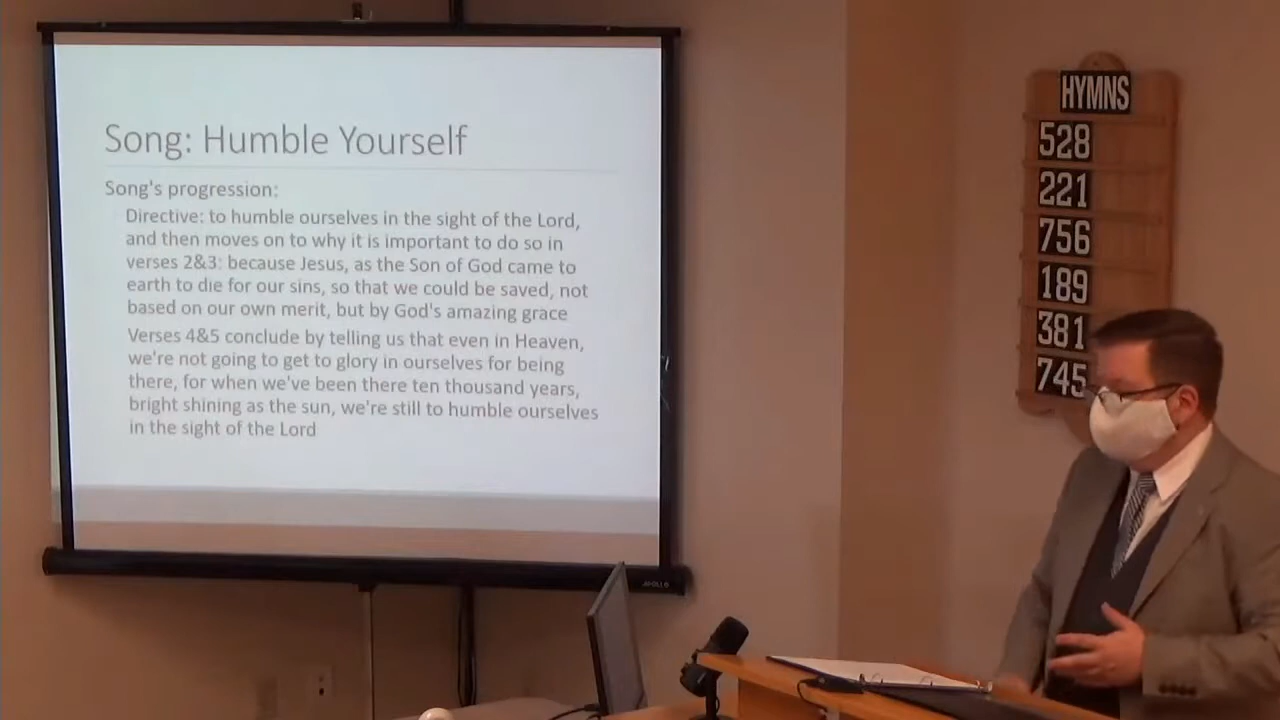 Song: Humble Yourself
Song's progression:
Directive: to humble ourselves in the sight of the Lord,
and then moves on to why it is important to do so in
verses 2&3: because Jesus, as the Son of God came to
earth to die for our sins, so that we could be saved, not
based on our own merit, but by God's amazing grace
Verses 4&5 conclude by telling us that even in Heaven,
we're not going to get to glory in ourselves for being
there, for when we've been there ten thousand years,
bright shining as the sun, we're still to humble ourselves
in the sight of the Lord
APOLLO
HYMNS
528
221
756
189
381
745